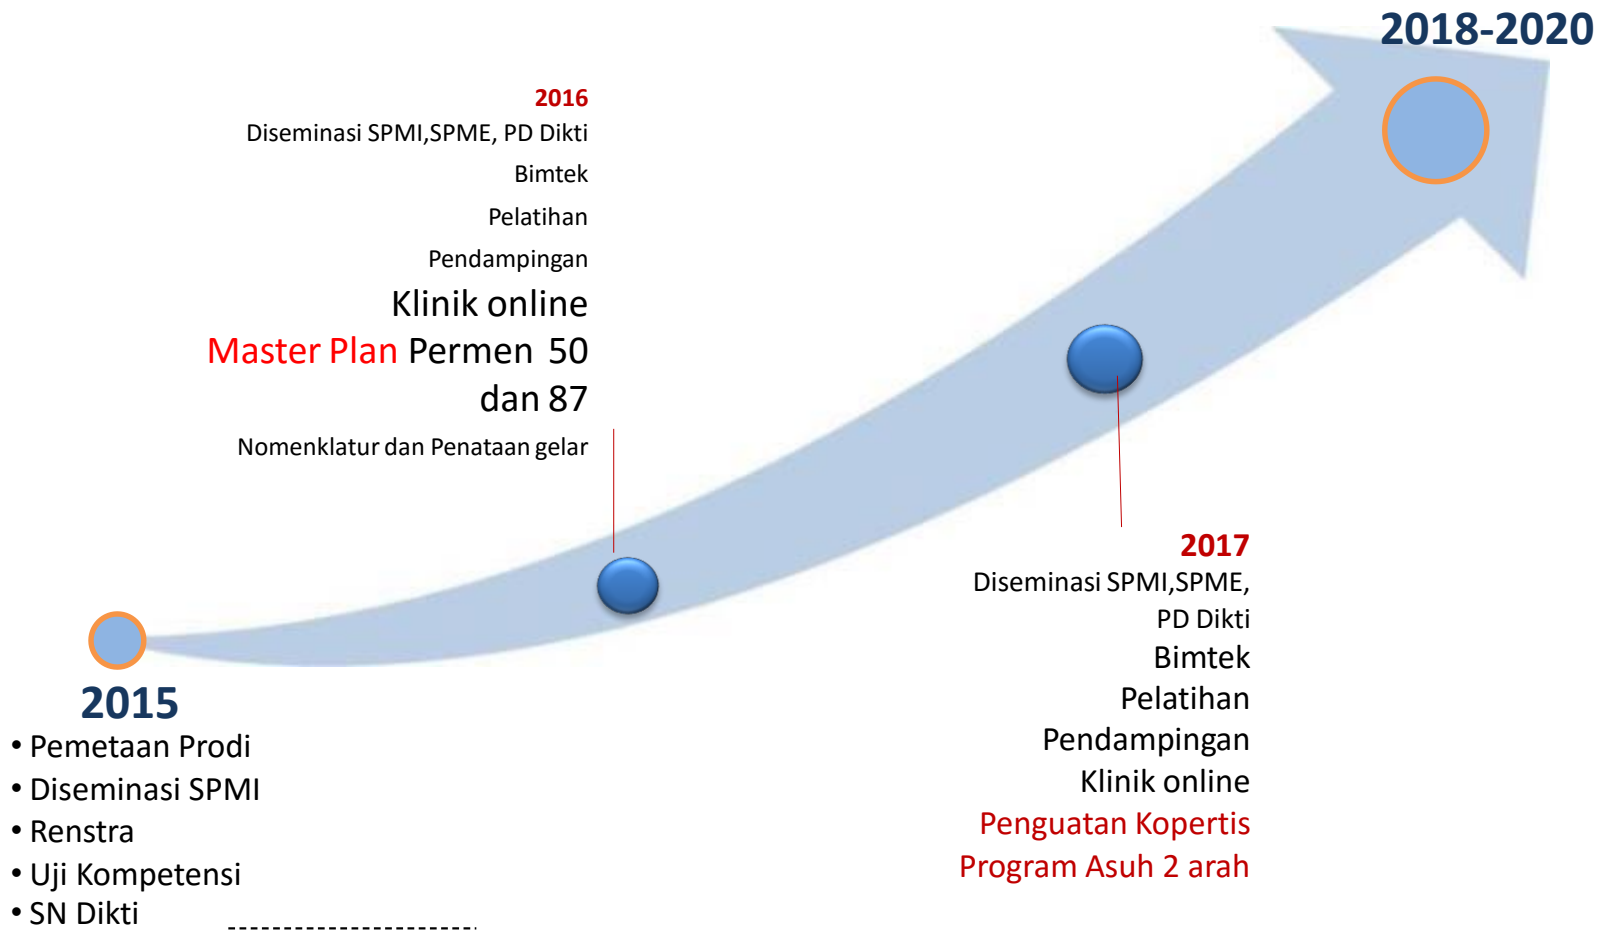 2018-2020
2016
Diseminasi SPMI,SPME, PD Dikti
Bimtek
Pelatihan
Pendampingan
Klinik online
Master Plan Permen 50
dan 87
Nomenklatur dan Penataan gelar
2017
Diseminasi SPMI,SPME,
PD Dikti
Bimtek
Pelatihan
Pendampingan
Klinik online
Penguatan Kopertis
Program Asuh 2 arah
2015
• Pemetaan Prodi
• Diseminasi SPMI
• Renstra
• Uji Kompetensi
• SN Dikti